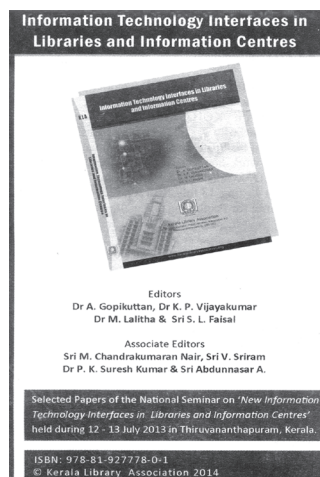 Information Technology Interfaces in
Libraries and Information Centres
KLA
Information Technology Interfaces in Libraries
and Information Centres
Editors
Dr A. Gopikuttan, Dr K. P. Vijayakumar
Dr M. Lalitha & Sri S. L. Faisal
Associate Editors
Sri M. Chandrakumaran Nair, Sri V. Sriram
Dr P. K. Suresh Kumar & Sri Abdunnasar A.
Selected Papers of the National Seminar on 'New Information
Technology Interfaces in Libraries and Information Centres'
held during 12 - 13 July 2013 in Thiruvananthapuram, Kerala.
ISBN: 978-81-927778-0-1
© Kerala Library Association 2014